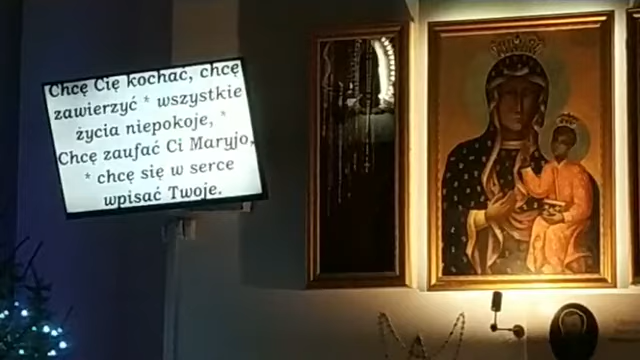 Chcę Cię kochać, chcę
zawierzyć * wszystkie
życia niepokoje, *
Chcę zaufać Ci Maryjo,
* chcę się w serce
wpisać Twoje.